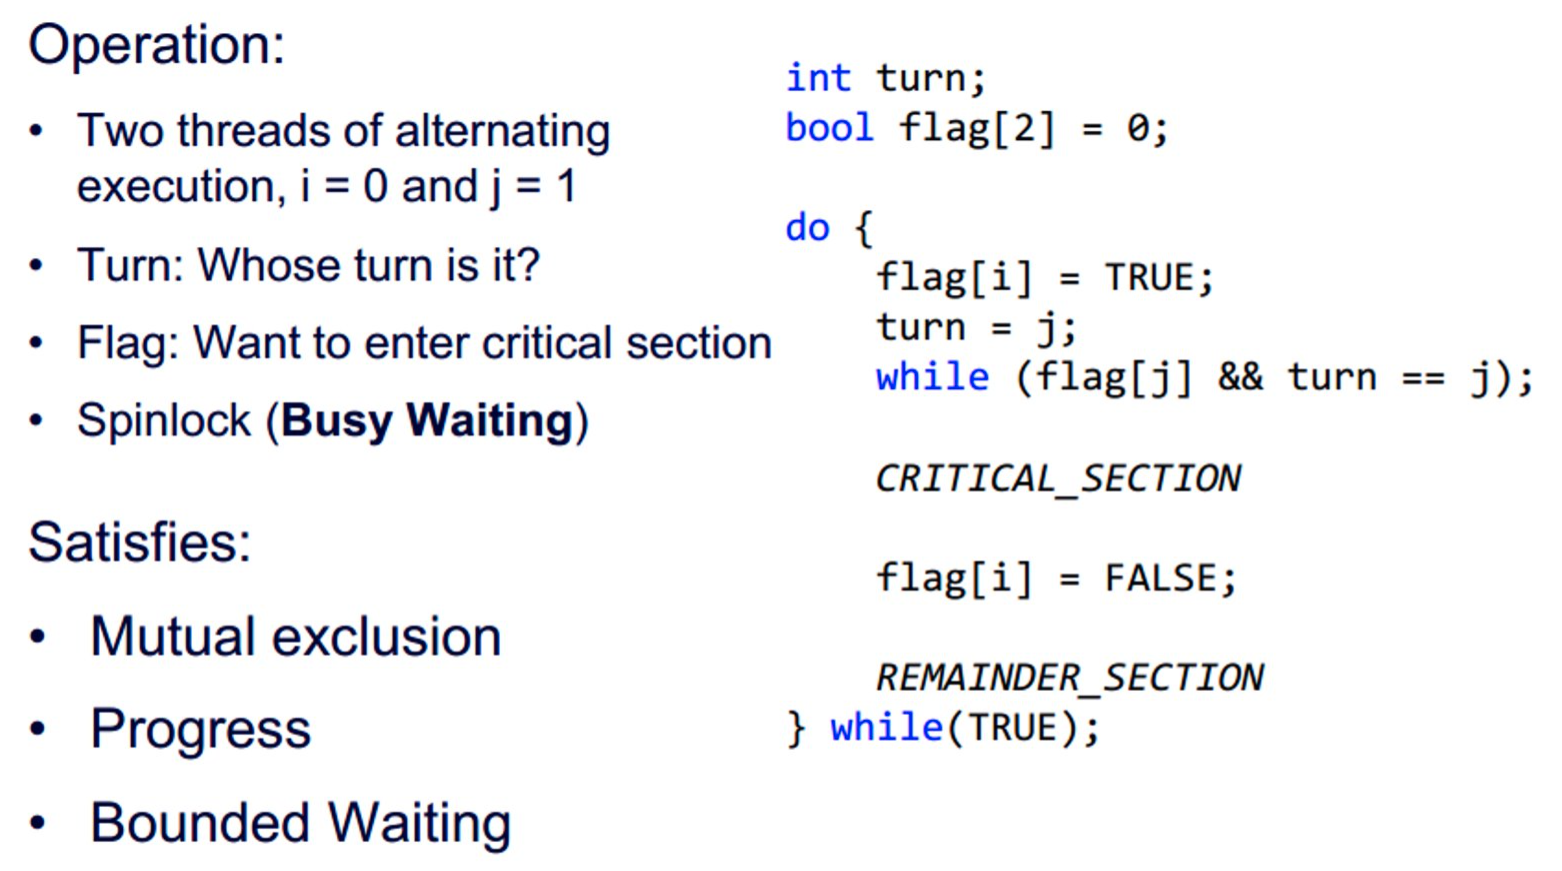 Operation:
• Two threads of alternating
execution, i = 0 and j = 1
• Turn: Whose turn is it?
• Flag: Want to enter critical section
• Spinlock (Busy Waiting)
Satisfies:
• Mutual exclusion
• Progress
• Bounded Waiting
int turn;
bool flag[2] = 0;
do {
flag[i] = TRUE;
turn = j;
while (flag[j] && turn == j);
CRITICAL_SECTION
flag[i] = FALSE;
REMAINDER_SECTION
} while(TRUE);